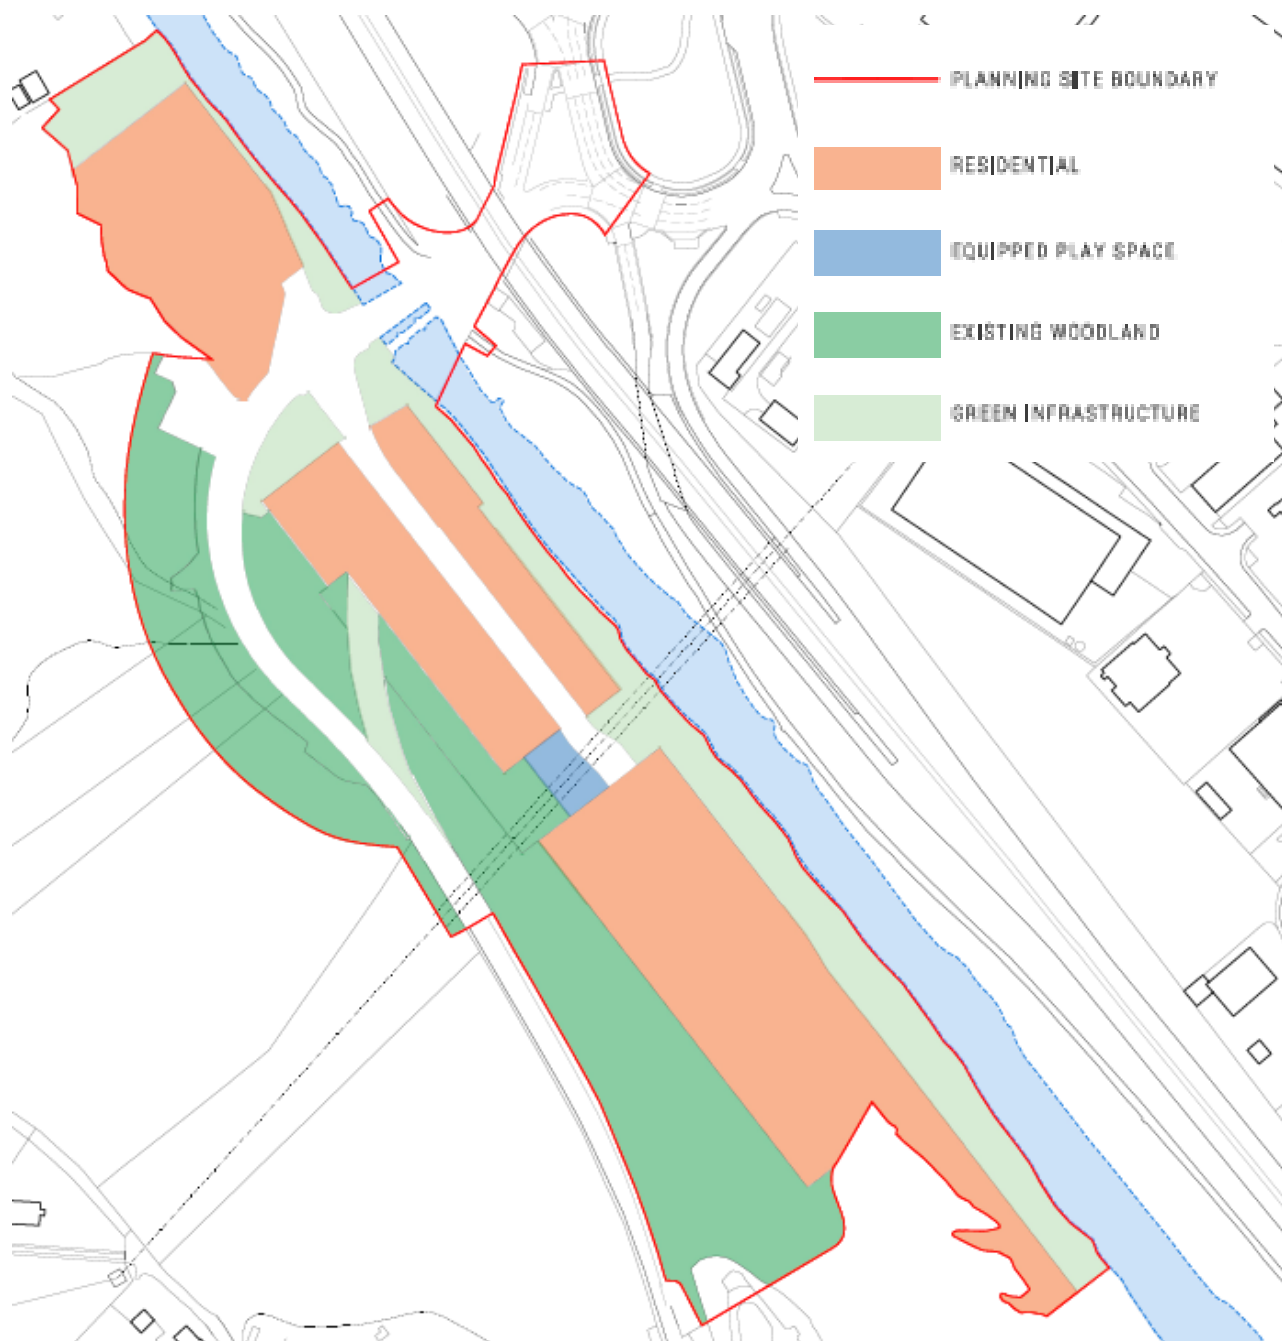 PLANNING SITE BOUNDARY
RESIDENTIAL
EQUIPPED PLAY SPACE
EXISTING WOODLAND
GREEN INFRASTRUCTURE